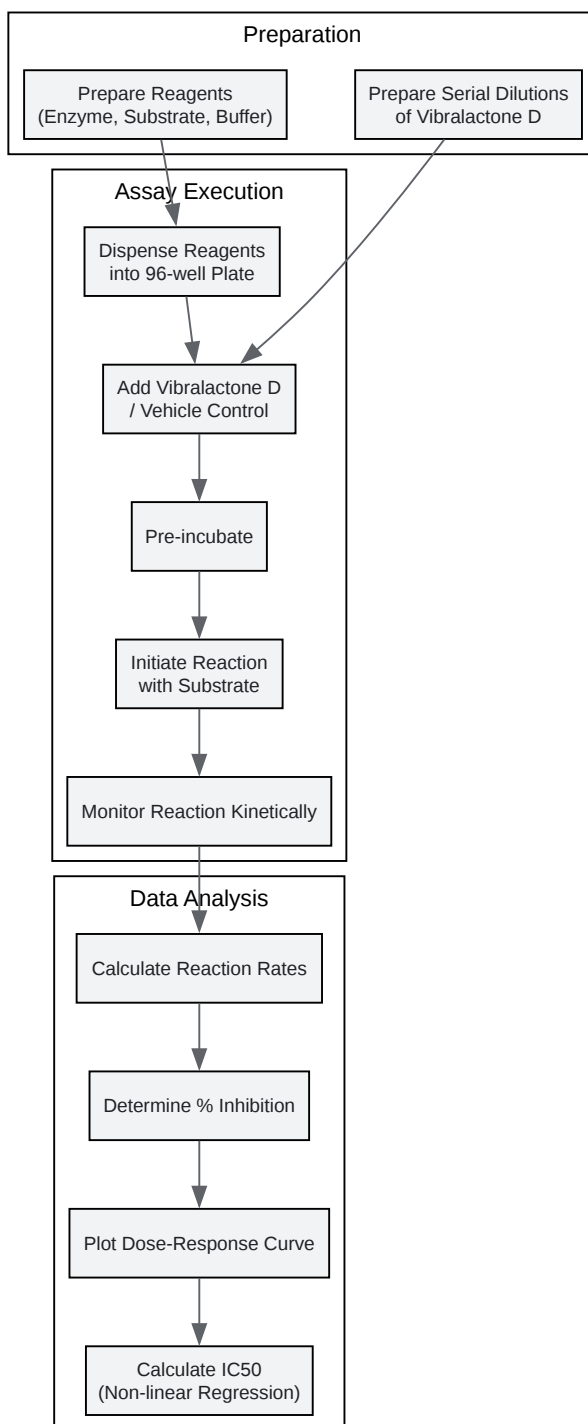 Preparation
Prepare Reagents
(Enzyme, Substrate, Buffer)
Prepare Serial Dilutions
of Vibralactone D
Assay Execution
Dispense Reagents
into 96-well Plate
Add Vibralactone D
/ Vehicle Control
Pre-incubate
Initiate Reaction
with Substrate
Monitor Reaction Kinetically
Data Analysis
Calculate Reaction Rates
Determine % Inhibition
Plot Dose-Response Curve
Calculate IC50
(Non-linear Regression)